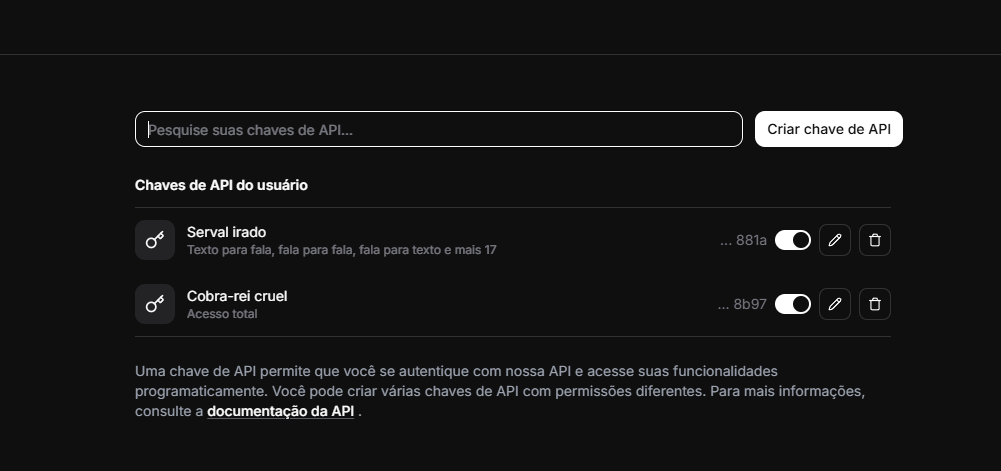 Pesquise suas chaves de API...
Criar chave de API
Chaves de API do usuário
Serval irado
Texto para fala, fala para fala, fala para texto e mais 17
... 881a
Cobra-rei cruel
Acesso total
... 8b97
Uma chave de API permite que você se autentique com nossa API e acesse suas funcionalidades
programaticamente. Você pode criar várias chaves de API com permissões diferentes. Para mais informações,
consulte a documentação da API .